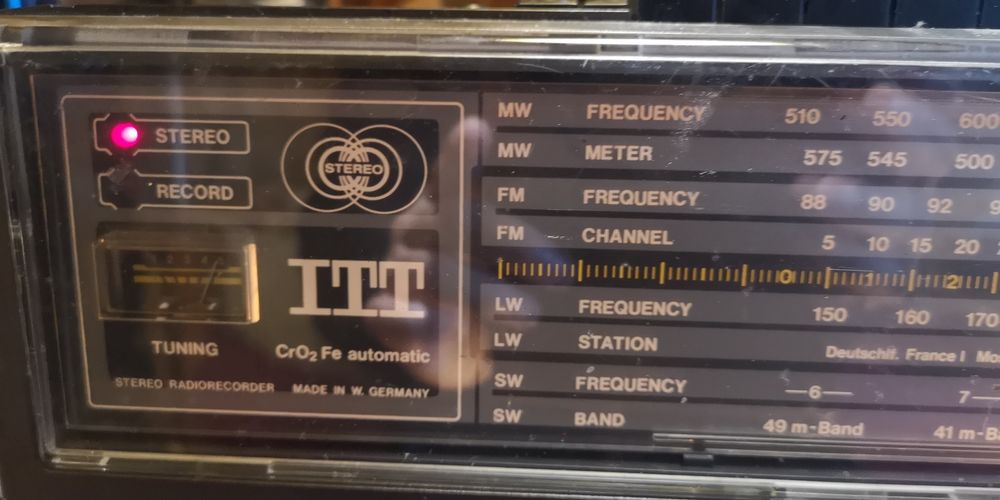 STEREO
RECORD
STEREO
ITT
TUNING
CrO2 Fe automatic
STEREO RADIORECORDER MADE IN W. GERMANY
MW FREQUENCY 510 550 600
MW METER 575 545 500
FM FREQUENCY 88 90 92
FM CHANNEL 5 10 15 20
0 1 2
LW FREQUENCY 150 160 170
LW STATION Deutschlf. France I
SW FREQUENCY 6 7
SW BAND 49 m-Band 41 m-B